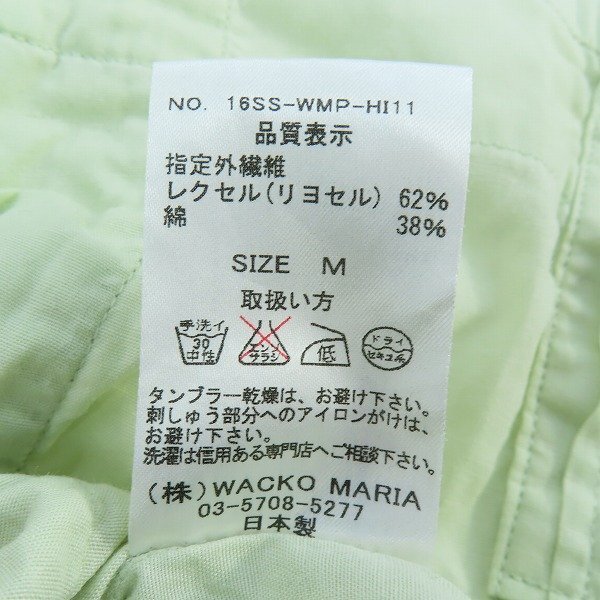 NO. 16SS-WMP-HI11
品質表示
指定外繊維
レクセル(リヨセル) 62%
綿 38%
SIZE M
取扱い方
手洗イ
30
中性
エンソ
サラシ
低
ドライ
セキユ系
タンブラー乾燥は、お避け下さい。
刺しゅう部分へのアイロンがけは、
お避け下さい。
洗濯は信用ある専門店へご相談下さい。
(株)WACKO MARIA
03-5708-5277
日本製